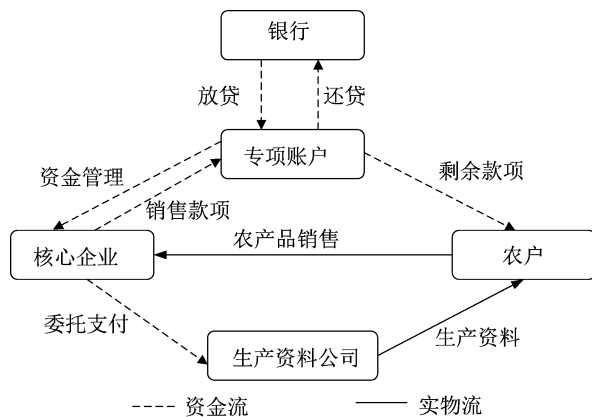 银行
放贷
还贷
专项账户
资金管理
剩余款项
销售款项
农产品销售
核心企业
农户
委托支付
生产资料
生产资料公司
资金流
实物流